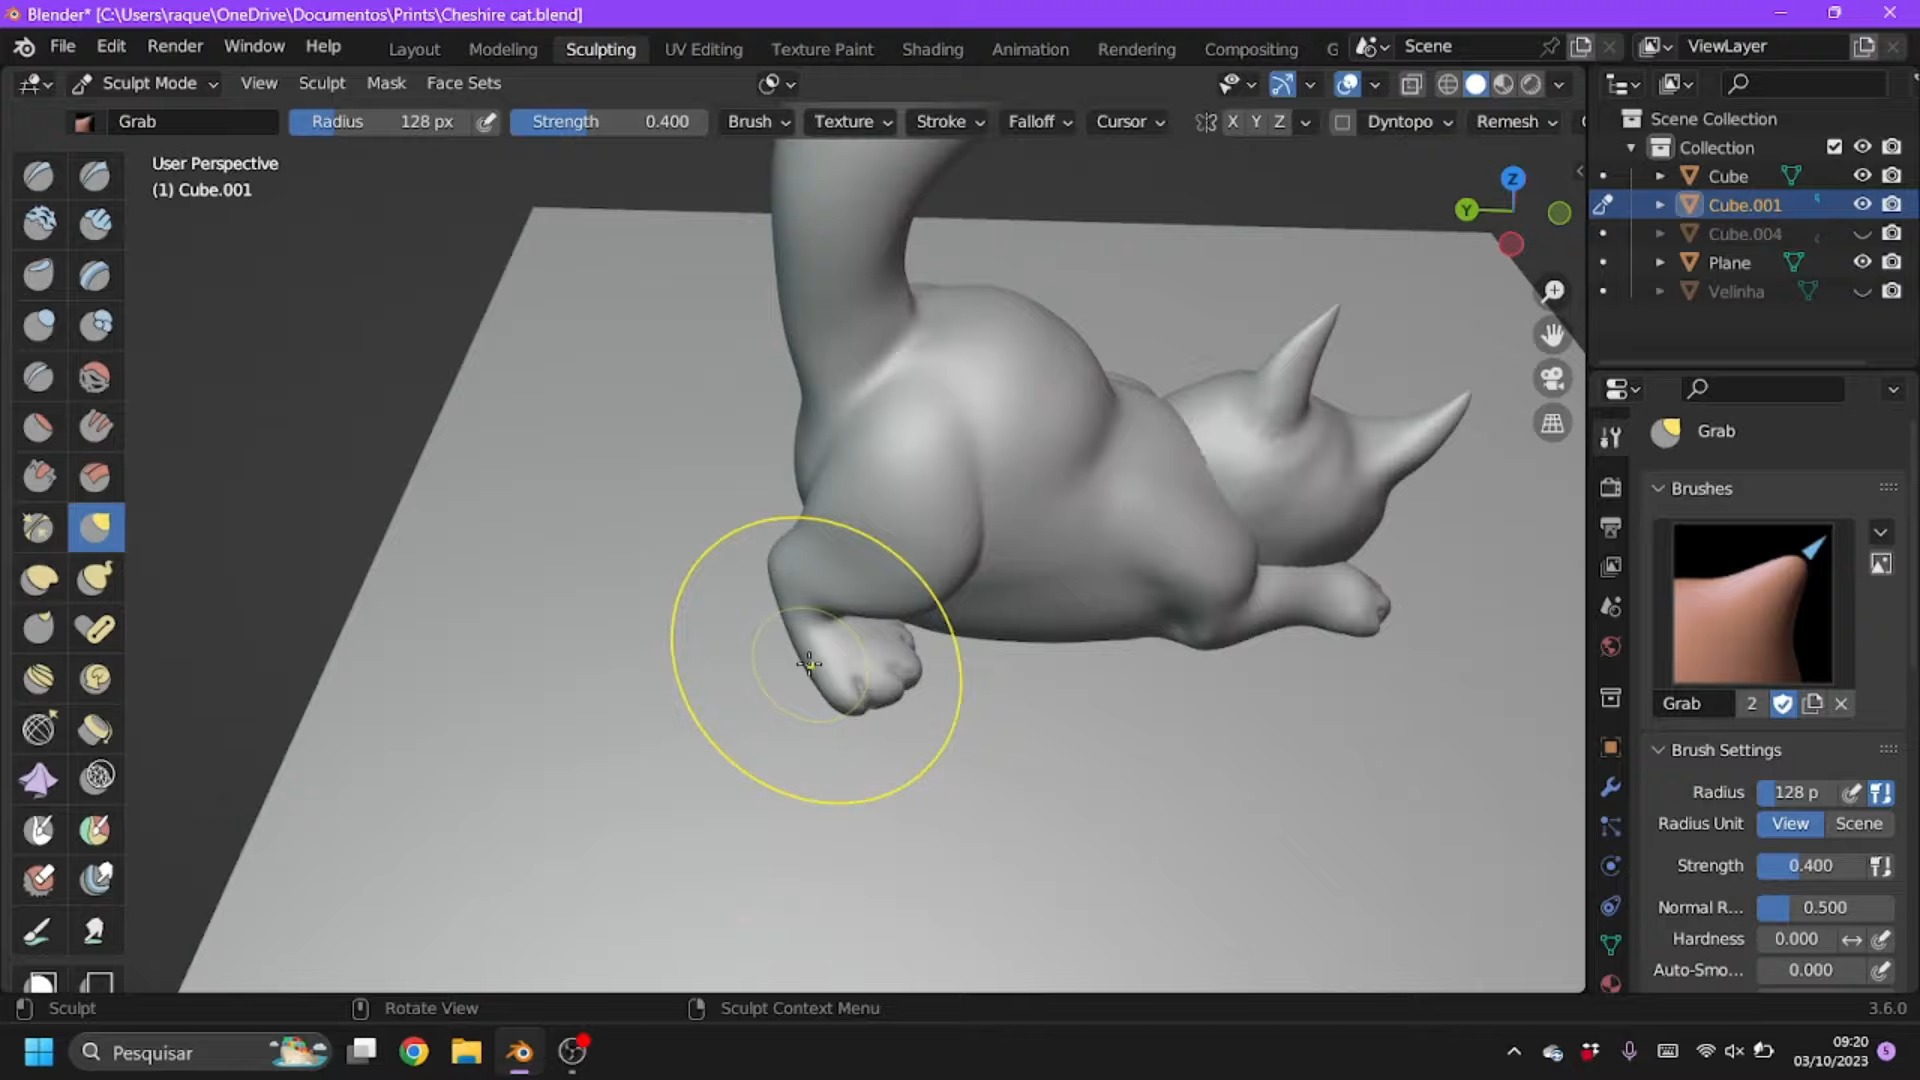 Blender* [C:\Users\raque\OneDrive\Documentos\Prints\Cheshire cat.blend]
File Edit Render Window Help Layout Modeling Sculpting UV Editing Texture Paint Shading Animation Rendering Compositing G Scene ViewLayer
Sculpt Mode View Sculpt Mask Face Sets
Grab Radius 128 px Strength 0.400 Brush Texture Stroke Falloff Cursor X Y Z Dyntopo Remesh
User Perspective
(1) Cube.001
Z
Y
Scene Collection
Collection
Cube
Cube.001
Cube.004
Plane
Velinha
Grab
Brushes
Grab 2
Brush Settings
Radius 128 p
Radius Unit View Scene
Strength 0.400
Normal R... 0.500
Hardness 0.000
Auto-Smo... 0.000
Sculpt Rotate View Sculpt Context Menu 3.6.0
Pesquisar
09:20
03/10/2023
5